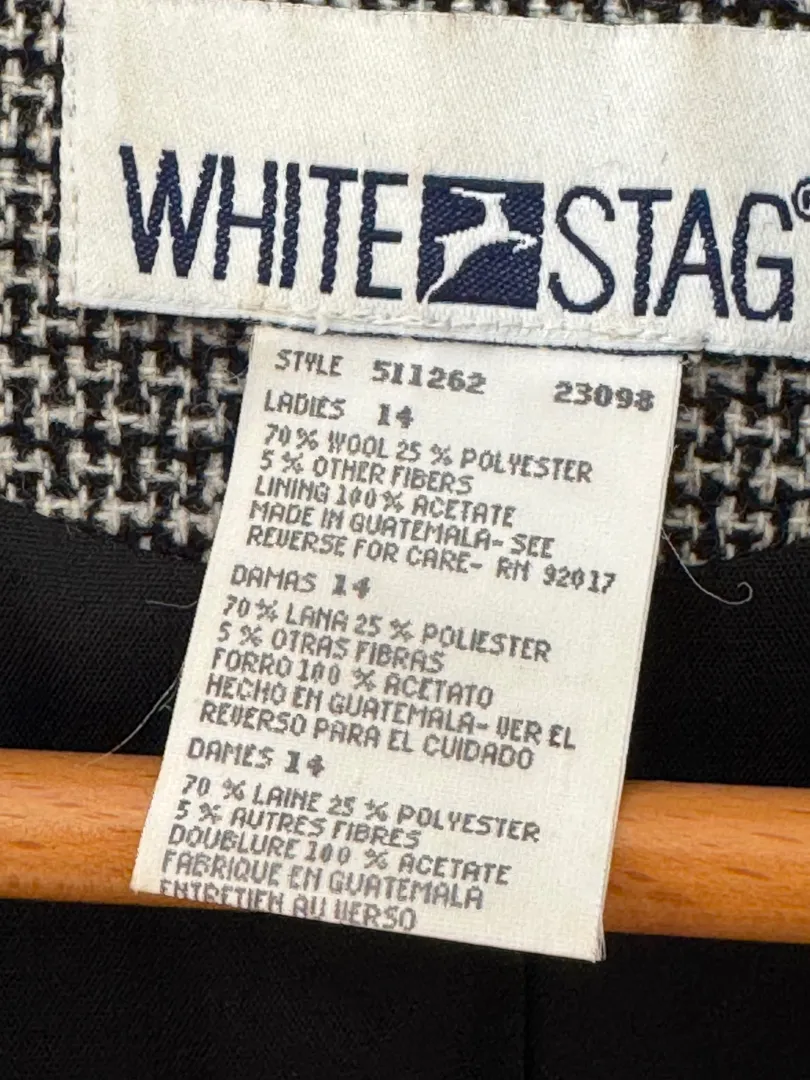 WHITE STAG®
STYLE 511262 23098
LADIES 14
70% WOOL 25 % POLYESTER
5 % OTHER FIBERS
LINING 100% ACETATE
MADE IN GUATEMALA- SEE
REVERSE FOR CARE- RN 92017
DAMAS 14
70 % LANA 25 % POLIESTER
5 % OTRAS FIBRAS
FORRO 100 % ACETATO
HECHO EN GUATEMALA- VER EL
REVERSO PARA EL CUIDADO
DAMES 14
70 % LAINE 25 % POLYESTER
5 % AUTRES FIBRES
DOUBLURE 100 % ACETATE
FABRIQUE EN GUATEMALA
ENTRETIEN AU VERSO